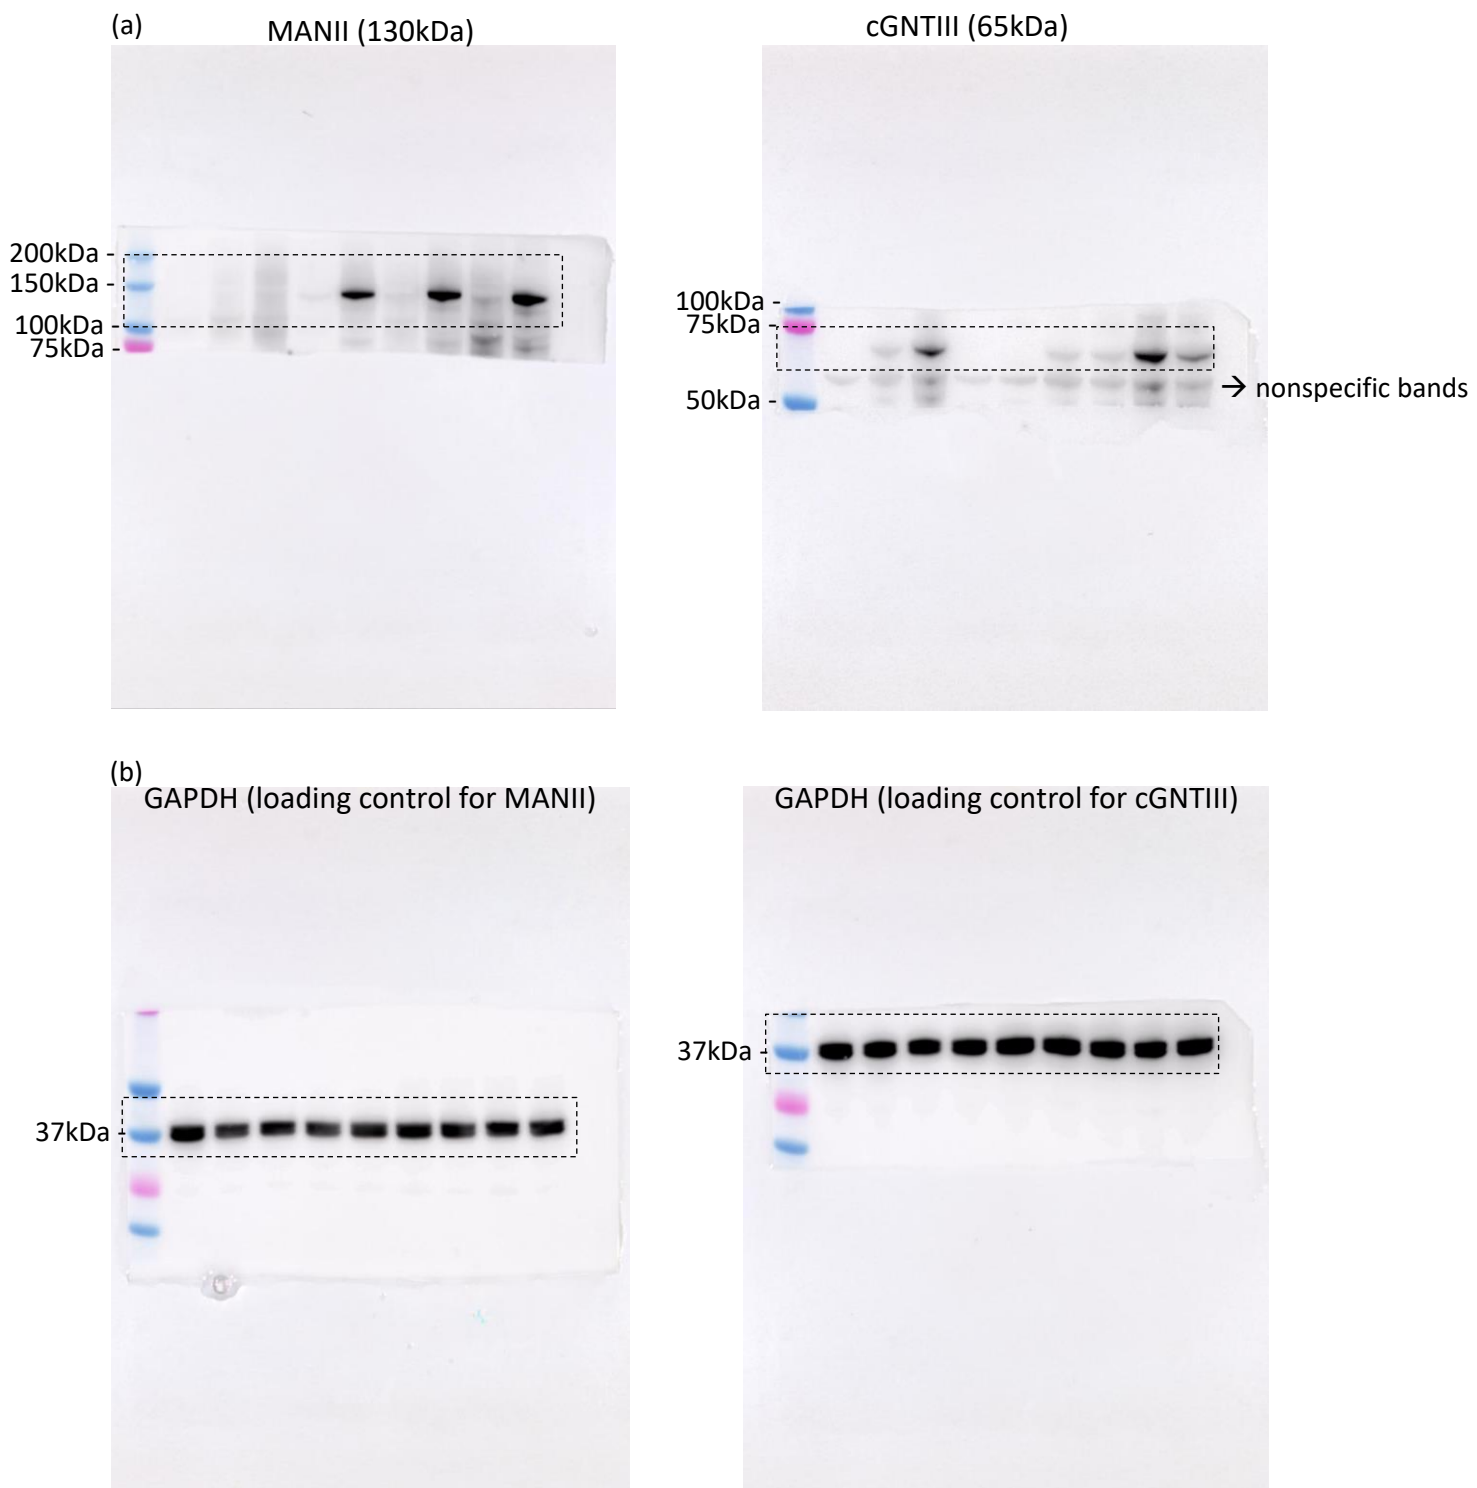 (a)
MANII (130kDa)
cGNTIII (65kDa)
200kDa -
150kDa -
100kDa -
75kDa -
100kDa -
75kDa -
50kDa -
→ nonspecific bands
(b)
GAPDH (loading control for MANII)
GAPDH (loading control for cGNTIII)
37kDa -
37kDa -